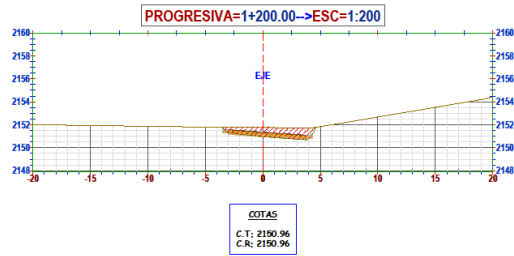 PROGRESIVA=1+200.00-->ESC=1:200
2160 2160
2158 2158
2156 EJE 2156
2154 2154
2152 2152
2150 2150
2148 2148
-20 -15 -10 -5 0 5 10 15 20
COTAS
C.T; 2150.96
C.R; 2150.96